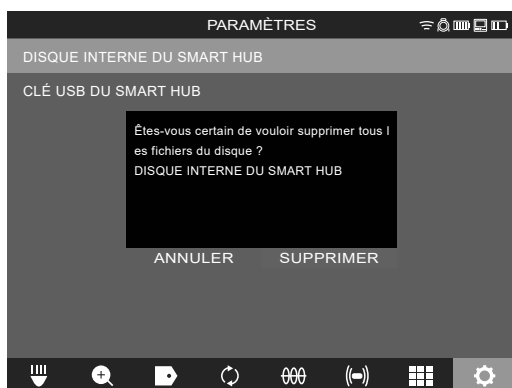 PARAMÈTRES
DISQUE INTERNE DU SMART HUB
CLÉ USB DU SMART HUB
Êtes-vous certain de vouloir supprimer tous l
es fichiers du disque ?
DISQUE INTERNE DU SMART HUB
ANNULER SUPPRIMER